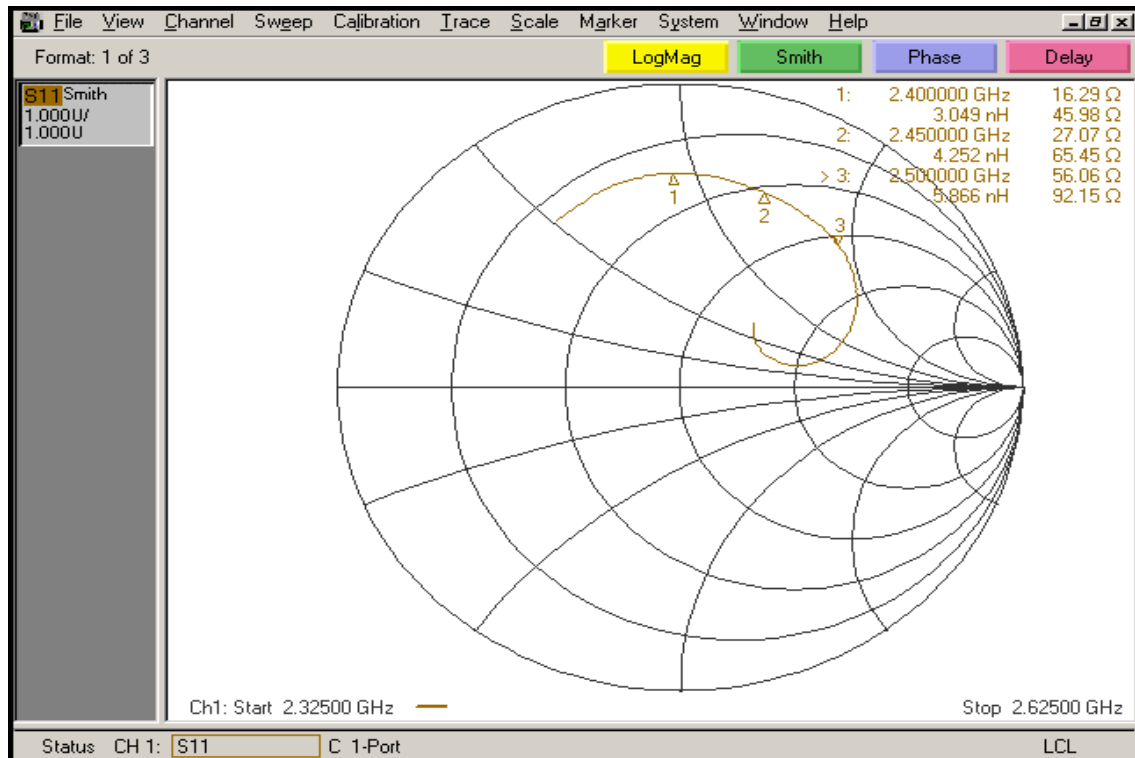 File View Channel Sweep Calibration Trace Scale Marker System Window Help
Format: 1 of 3
LogMag Smith Phase Delay
S11 Smith
1.000U/
1.000U
1: 2.400000 GHz 16.29 Ω
3.049 nH 45.98 Ω
2: 2.450000 GHz 27.07 Ω
4.252 nH 65.45 Ω
> 3: 2.500000 GHz 56.06 Ω
5.866 nH 92.15 Ω
1
2
3
Ch1: Start 2.32500 GHz
Stop 2.62500 GHz
Status CH 1: S11 C 1-Port LCL